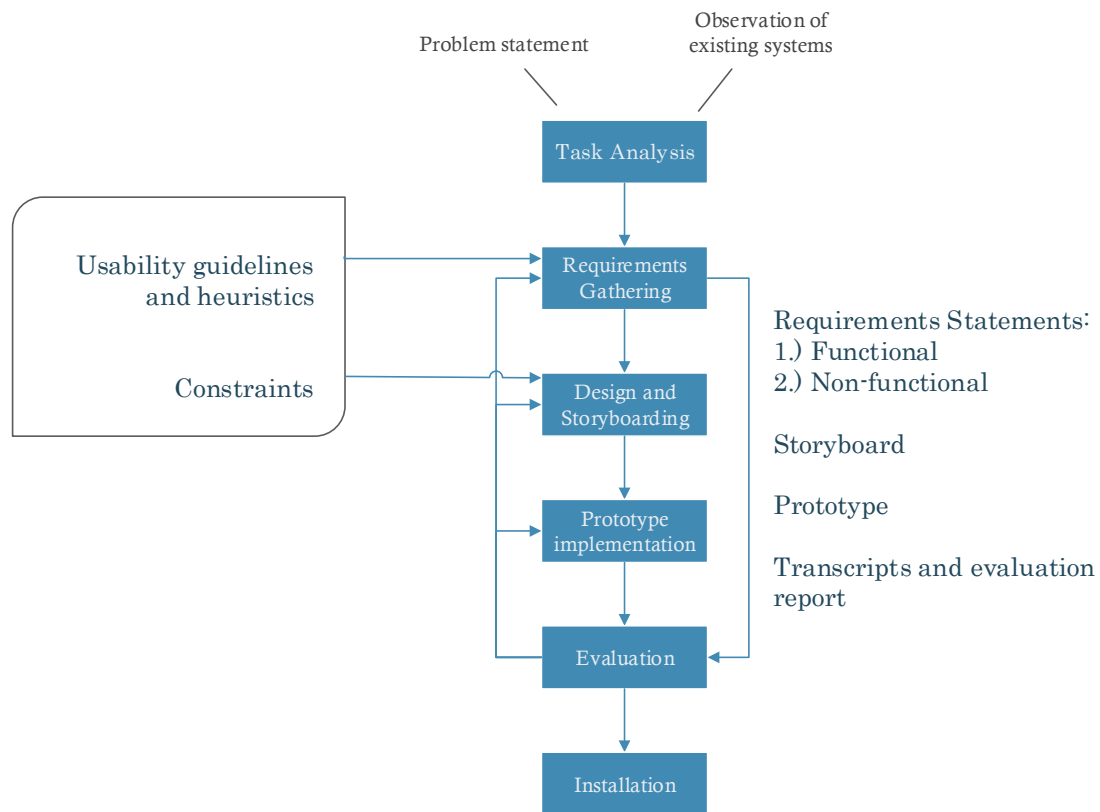 Observation of
existing systems
Problem statement
Task Analysis
Usability guidelines
and heuristics
Constraints
Requirements
Gathering
Design and
Storyboarding
Prototype
implementation
Evaluation
Installation
Requirements Statements:
1.) Functional
2.) Non-functional
Storyboard
Prototype
Transcripts and evaluation
report